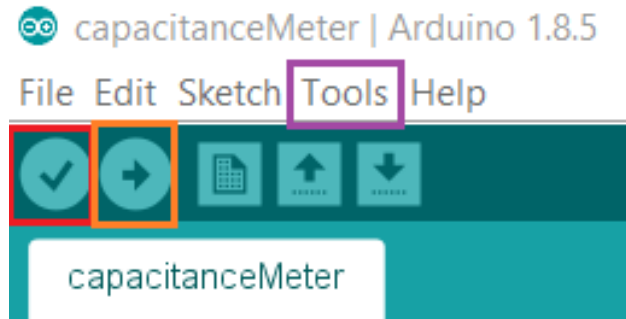 capacitanceMeter | Arduino 1.8.5
File Edit Sketch Tools Help
capacitanceMeter